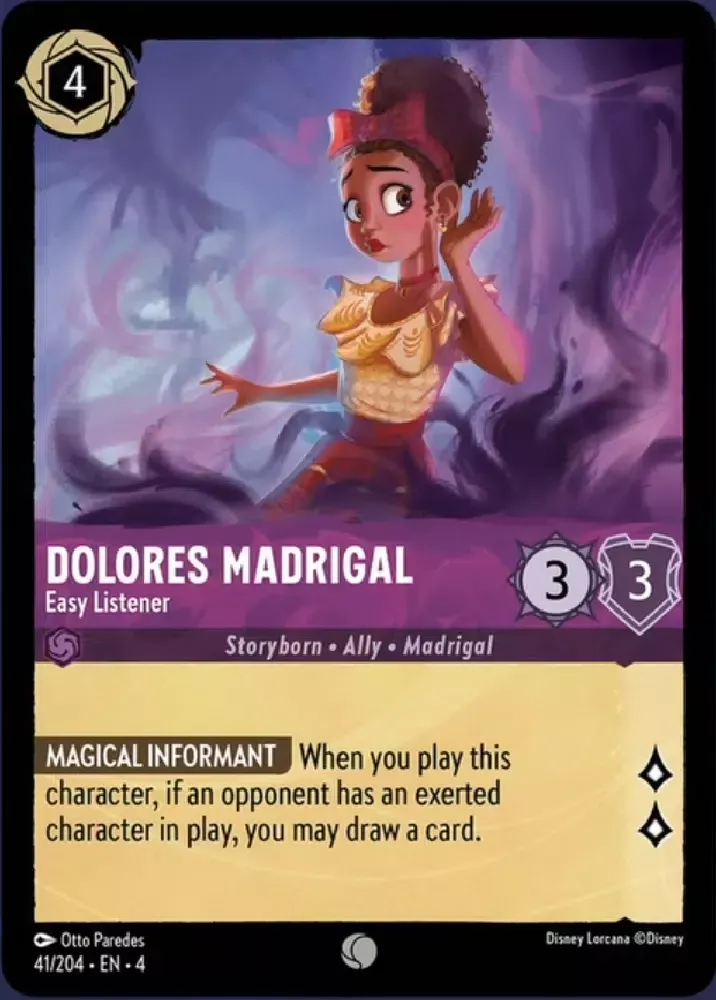 4
DOLORES MADRIGAL
Easy Listener
3
3
Storyborn • Ally • Madrigal
MAGICAL INFORMANT When you play this
character, if an opponent has an exerted
character in play, you may draw a card.
Otto Paredes
Disney Lorcana ©Disney
41/204 • EN • 4